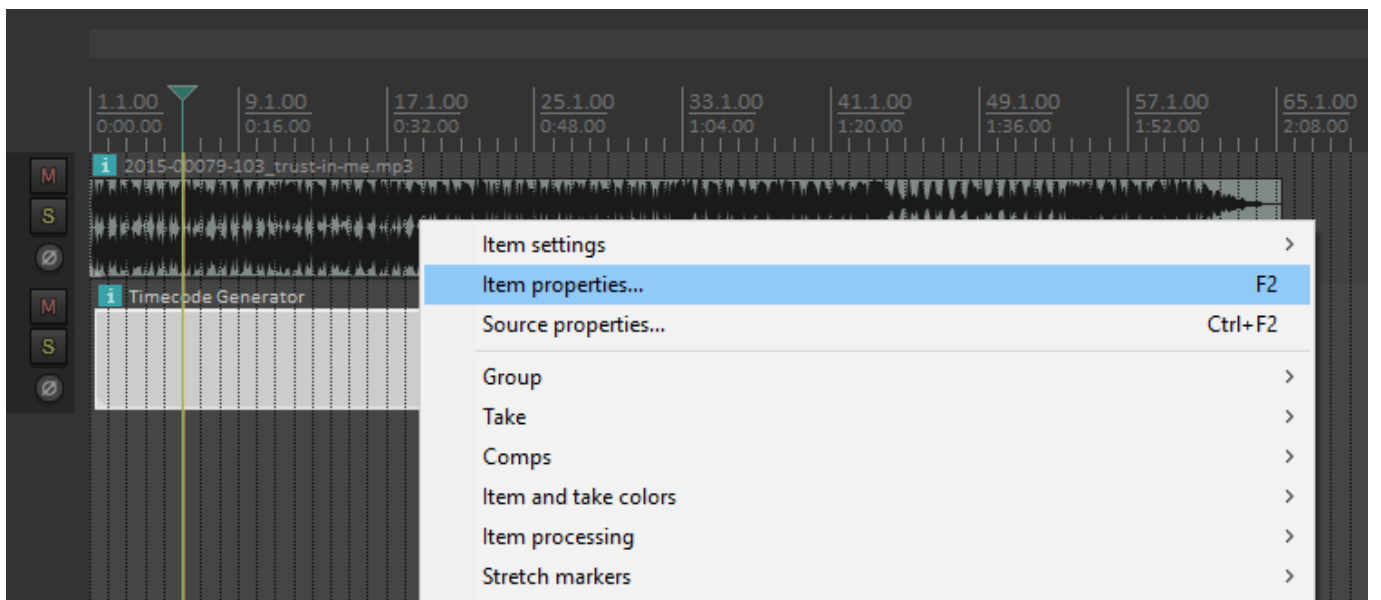 1.1.00 9.1.00 17.1.00 25.1.00 33.1.00 41.1.00 49.1.00 57.1.00 65.1.00
0:00.00 0:16.00 0:32.00 0:48.00 1:04.00 1:20.00 1:36.00 1:52.00 2:08.00
M i 2015-00079-103_trust-in-me.mp3
S
Ø
Item settings >
Item properties... F2
M i Timecode Generator
Source properties... Ctrl+F2
S
Ø
Group >
Take >
Comps >
Item and take colors >
Item processing >
Stretch markers >